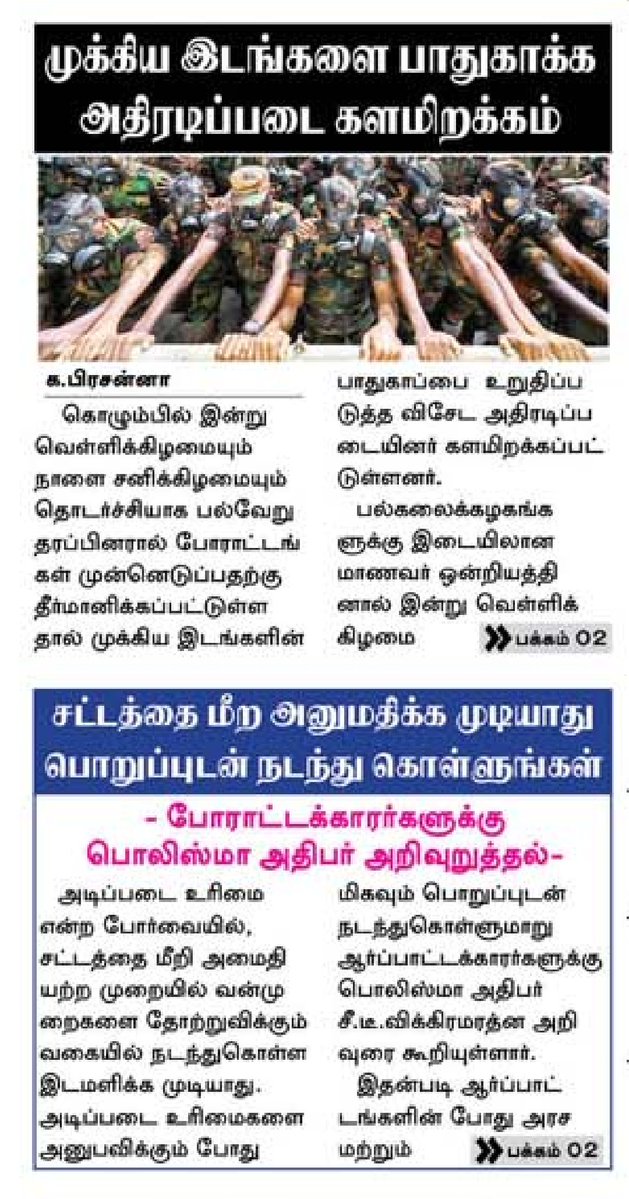 முக்கிய இடங்களை பாதுகாக்க
அதிரடிப்படை களமிறக்கம்
க.பிரசன்னா
கொழும்பில் இன்று
வெள்ளிக்கிழமையும்
நாளை சனிக்கிழமையும்
தொடர்ச்சியாக பல்வேறு
தரப்பினரால் போராட்டங்
கள் முன்னெடுப்பதற்கு
தீர்மானிக்கப்பட்டுள்ள
தால் முக்கிய இடங்களின்
பாதுகாப்பை உறுதிப்ப
டுத்த விசேட அதிரடிப்ப
டையினர் களமிறக்கப்பட்
டுள்ளனர்.
பல்கலைக்கழகங்க
ளுக்கு இடையிலான
மாணவர் ஒன்றியத்தி
னால் இன்று வெள்ளிக்
கிழமை
பக்கம் 02
சட்டத்தை மீற அனுமதிக்க முடியாது
பொறுப்புடன் நடந்து கொள்ளுங்கள்
- போராட்டக்காரர்களுக்கு
பொலிஸ்மா அதிபர் அறிவுறுத்தல்-
அடிப்படை உரிமை
என்ற போர்வையில்,
சட்டத்தை மீறி அமைதி
யற்ற முறையில் வன்மு
றைகளை தோற்றுவிக்கும்
வகையில் நடந்துகொள்ள
இடமளிக்க முடியாது.
அடிப்படை உரிமைகளை
அனுபவிக்கும் போது
மிகவும் பொறுப்புடன்
நடந்துகொள்ளுமாறு
ஆர்ப்பாட்டக்காரர்களுக்கு
பொலிஸ்மா அதிபர்
சீ.டீ.விக்கிரமரத்ன அறி
வுரை கூறியுள்ளார்.
இதன்படி ஆர்ப்பாட்
டங்களின் போது அரச
மற்றும்
பக்கம் 02